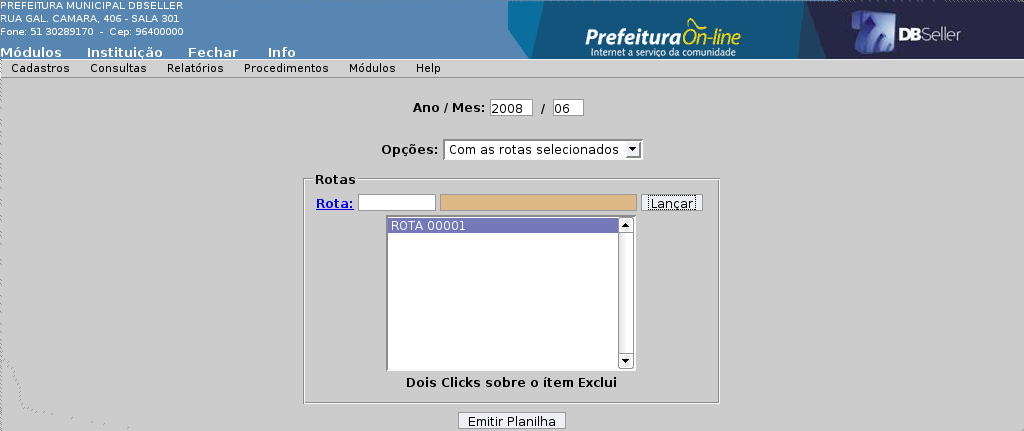 PREFEITURA MUNICIPAL DBSELLER
RUA GAL. CAMARA, 406 - SALA 301
Fone: 51 30289170 - Cep: 96400000
Prefeitura On-line
Internet a serviço da comunidade
DBSeller
Módulos Instituição Fechar Info
Cadastros Consultas Relatórios Procedimentos Módulos Help
Ano / Mes: 2008 / 06
Opções: Com as rotas selecionados
Rotas
Rota: Lançar
ROTA 00001
Dois Clicks sobre o ítem Exclui
Emitir Planilha